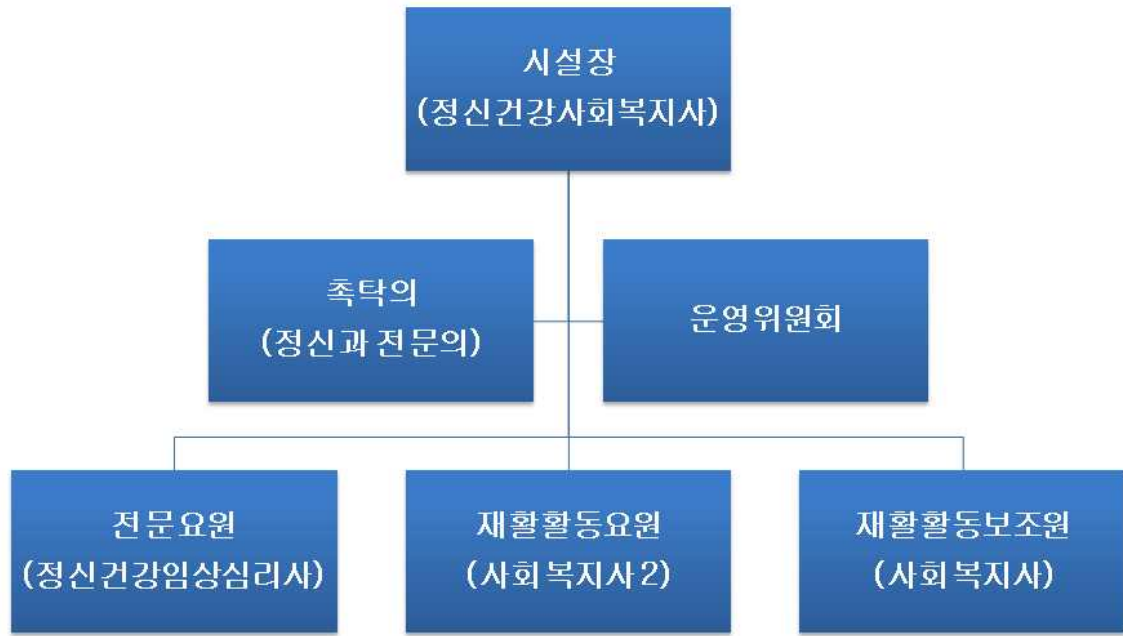 시설장
(정신건강사회복지사)
촉탁의
(정신과 전문의)
운영위원회
전문요원
(정신건강임상심리사)
재활활동요원
(사회복지사2)
재활활동보조원
(사회복지사)